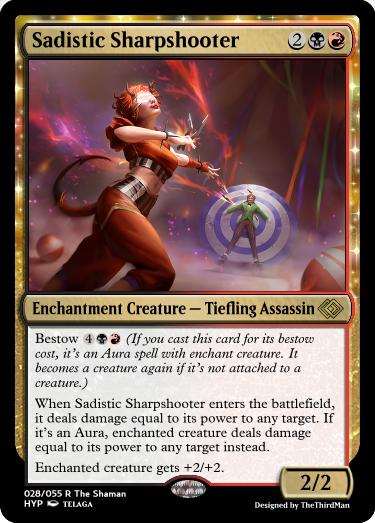 Sadistic Sharpshooter 2
Enchantment Creature — Tiefling Assassin
Bestow 4 (If you cast this card for its bestow
cost, it's an Aura spell with enchant creature. It
becomes a creature again if it's not attached to a
creature.)
When Sadistic Sharpshooter enters the battlefield,
it deals damage equal to its power to any target. If
it's an Aura, enchanted creature deals damage
equal to its power to any target instead.
Enchanted creature gets +2/+2.
2/2
028/055 R The Shaman
HYP TELAGA
Designed by TheThirdMan